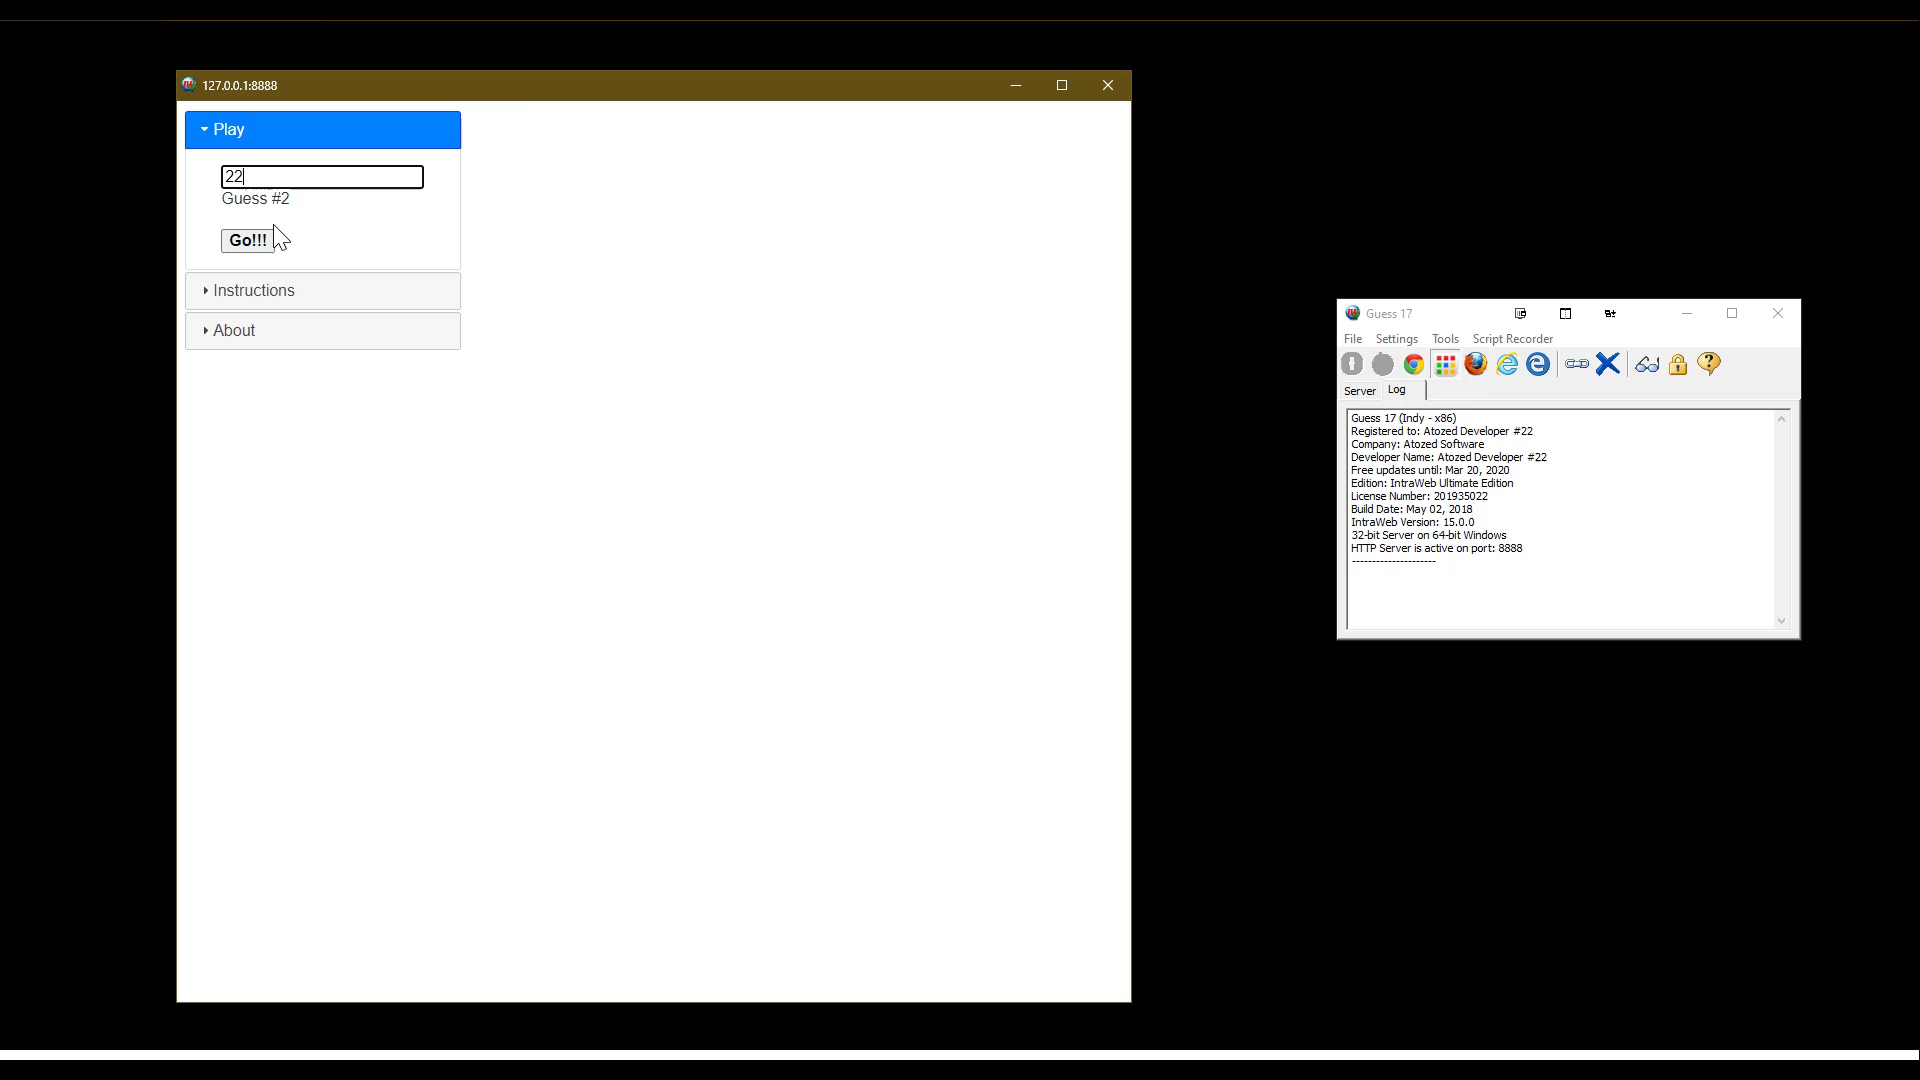 127.0.0.1:8888
Play
22
Guess #2
Go!!!
Instructions
About
Guess 17
File Settings Tools Script Recorder
Server Log
Guess 17 (Indy - x86)
Registered to: Atozed Developer #22
Company: Atozed Software
Developer Name: Atozed Developer #22
Free updates until: Mar 20, 2020
Edition: IntraWeb Ultimate Edition
License Number: 201935022
Build Date: May 02, 2018
IntraWeb Version: 15.0.0
32-bit Server on 64-bit Windows
HTTP Server is active on port: 8888
---------------------